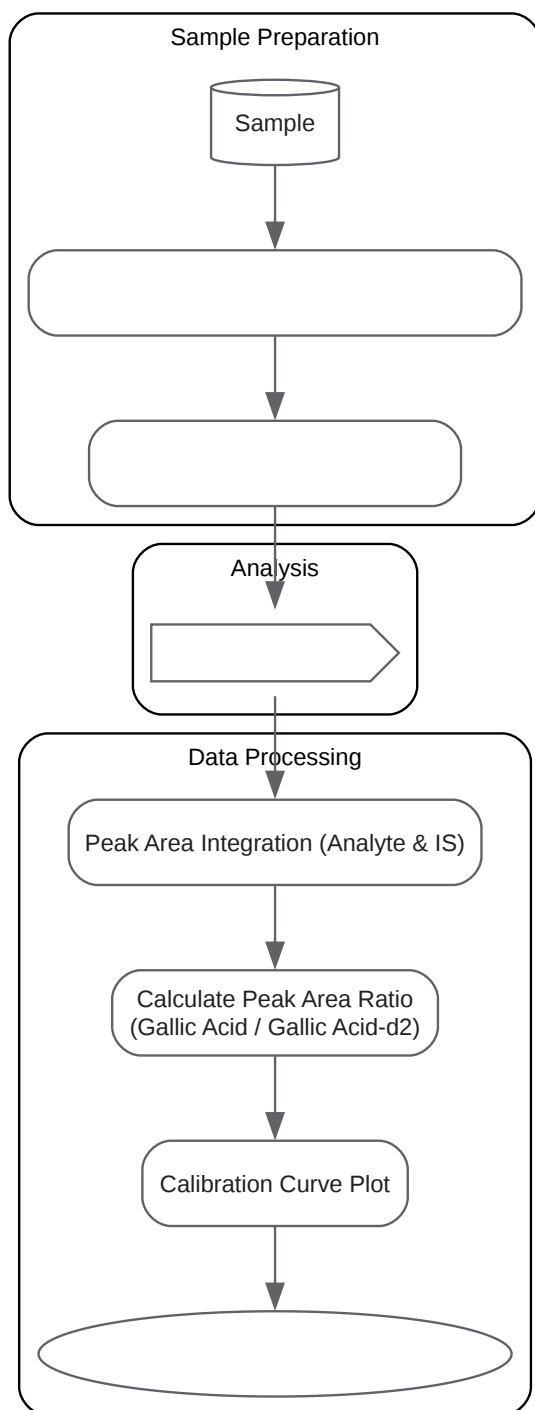 Sample Preparation
Sample
Analysis
Data Processing
Peak Area Integration (Analyte & IS)
Calculate Peak Area Ratio
(Gallic Acid / Gallic Acid-d2)
Calibration Curve Plot